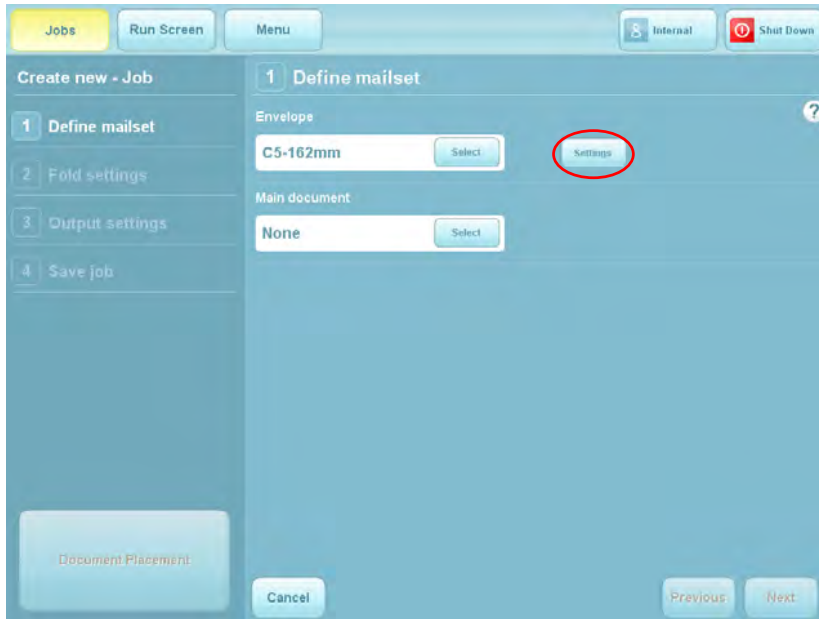 Jobs
Run Screen
Menu
Internal
Shut Down
Create new - Job
1 Define mailset
2 Fold settings
3 Output settings
4 Save job
Document Placement
1 Define mailset
?
Envelope
C5-162mm
Select
Settings
Main document
None
Select
Cancel
Previous
Next